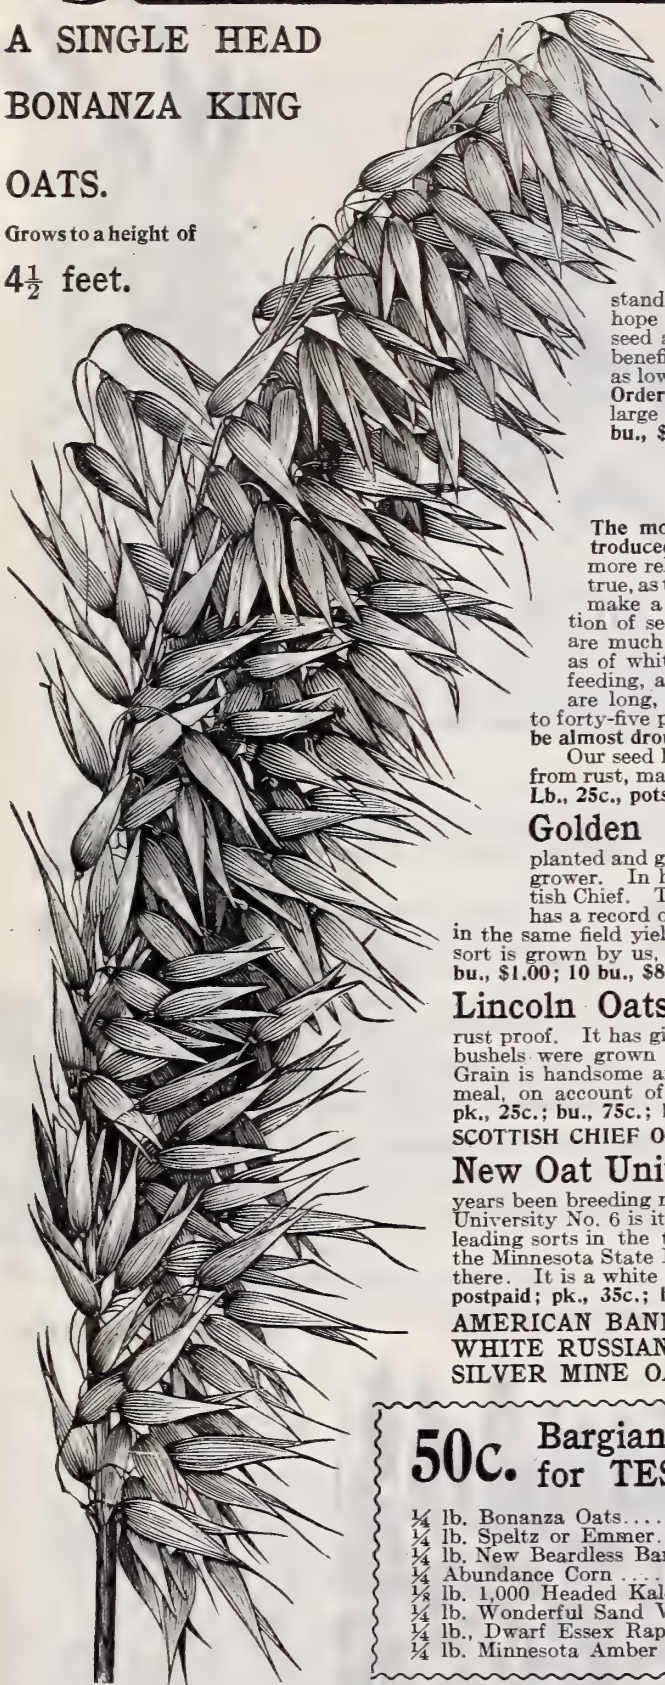 A SINGLE HEAD
BONANZA KING
OATS.
Grows to a height of
4½ feet.
stand
hope
seed a
benefi
as low
Order
large
bu., $
The mo
troduced
more rel
true, as t
make a
tion of se
are much
as of whit
feeding, a
are long,
to forty-five p
be almost drou
Our seed h
from rust, ma
Lb., 25c., pots
Golden
planted and g
grower. In h
tish Chief. T
has a record o
in the same field yiel
sort is grown by us,
bu., $1.00; 10 bu., $8
Lincoln Oats
rust proof. It has gi
bushels were grown
Grain is handsome a
meal, on account of
pk., 25c.; bu., 75c.; 1
SCOTTISH CHIEF O
New Oat Uni
years been breeding n
University No. 6 is it
leading sorts in the t
the Minnesota State
there. It is a white
postpaid; pk., 35c.; b
AMERICAN BANN
WHITE RUSSIAN
SILVER MINE OA
50c. Bargian
for TES
¼ lb. Bonanza Oats....
¼ lb. Speltz or Emmer..
¼ lb. New Beardless Bar
¼ Abundance Corn ....
⅛ lb. 1,000 Headed Kal
¼ lb. Wonderful Sand V
¼ lb., Dwarf Essex Rap
¼ lb. Minnesota Amber